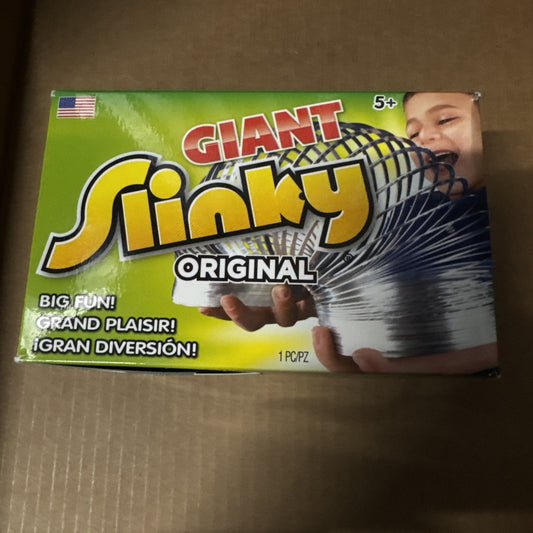 5+
GIANT
Slinky
ORIGINAL
®
BIG FUN!
GRAND PLAISIR!
¡GRAN DIVERSIÓN!
1 PC/PZ